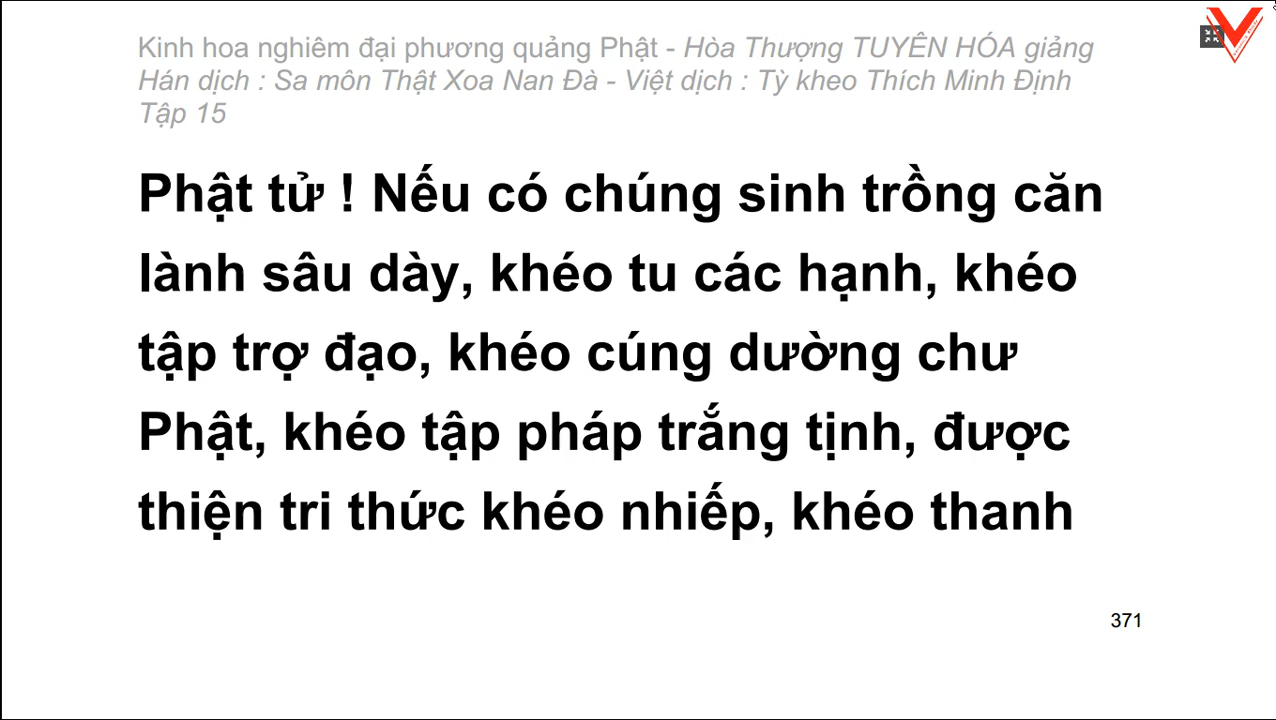 Kinh hoa nghiêm đại phương quảng Phật - Hòa Thượng TUYÊN HÓA giảng
Hán dịch : Sa môn Thật Xoa Nan Đà - Việt dịch : Tỳ kheo Thích Minh Định
Tập 15
Phật tử ! Nếu có chúng sinh trồng căn
lành sâu dày, khéo tu các hạnh, khéo
tập trợ đạo, khéo cúng dường chư
Phật, khéo tập pháp trắng tịnh, được
thiện tri thức khéo nhiếp, khéo thanh
371